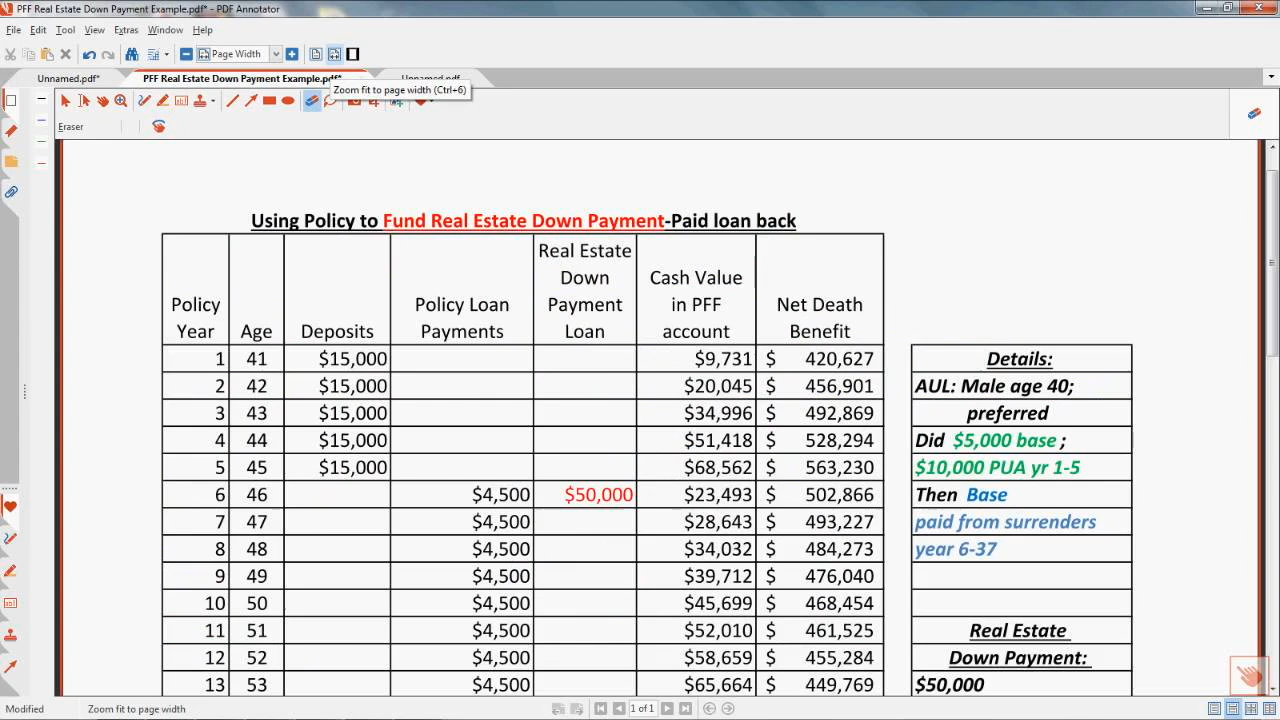 PFF Real Estate Down Payment Example.pdf* - PDF Annotator
File Edit Tool View Extras Window Help
Page Width
Unnamed.pdf* PFF Real Estate Down Payment Example.pdf* Unnamed.pdf
Zoom fit to page width (Ctrl+6)
Eraser
Using Policy to Fund Real Estate Down Payment-Paid loan back
Policy Year Age Deposits Policy Loan Payments Real Estate Down Payment Loan Cash Value in PFF account Net Death Benefit
1 41 $15,000 $9,731 $ 420,627 Details:
2 42 $15,000 $20,045 $ 456,901 AUL: Male age 40;
3 43 $15,000 $34,996 $ 492,869 preferred
4 44 $15,000 $51,418 $ 528,294 Did $5,000 base ;
5 45 $15,000 $68,562 $ 563,230 $10,000 PUA yr 1-5
6 46 $4,500 $50,000 $23,493 $ 502,866 Then Base
7 47 $4,500 $28,643 $ 493,227 paid from surrenders
8 48 $4,500 $34,032 $ 484,273 year 6-37
9 49 $4,500 $39,712 $ 476,040
10 50 $4,500 $45,699 $ 468,454
11 51 $4,500 $52,010 $ 461,525 Real Estate
12 52 $4,500 $58,659 $ 455,284 Down Payment:
13 53 $4,500 $65,664 $ 449,769 $50,000
Modified Zoom fit to page width 1 of 1